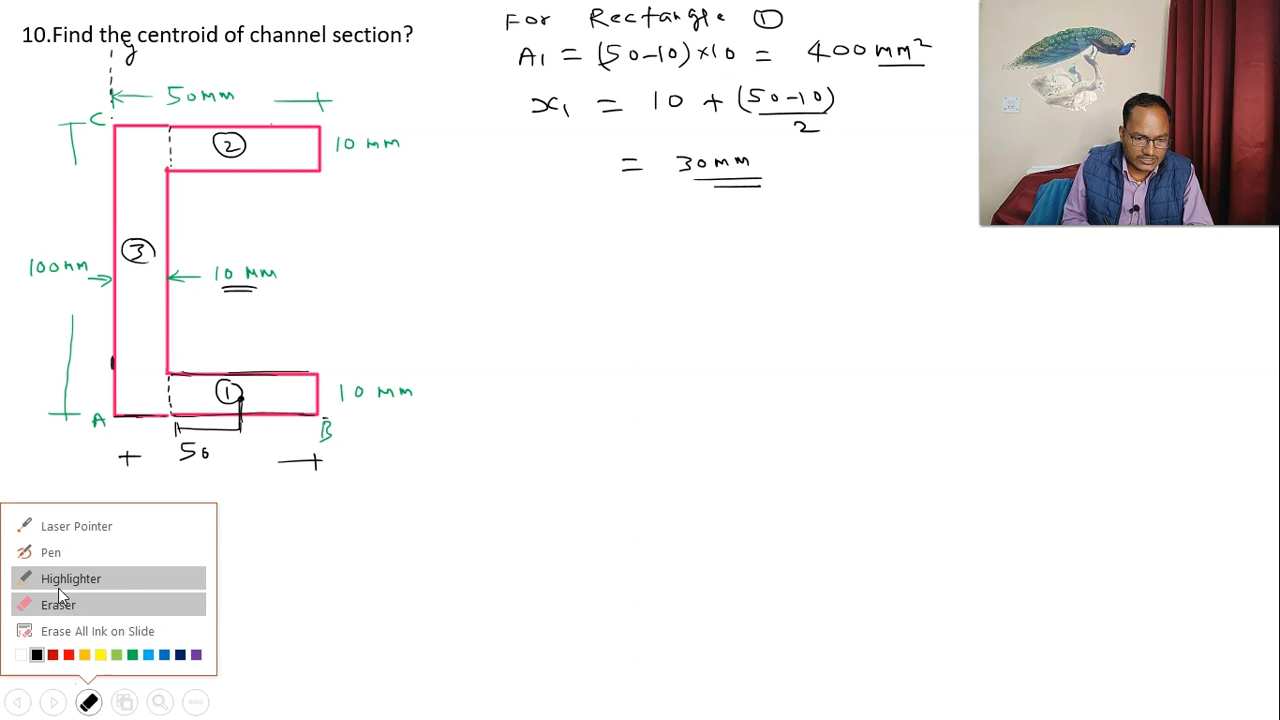 10.Find the centroid of channel section?
For Rectangle ①
A1 = (50-10)×10 = 400 mm²
x1 = 10 + (50-10)/2
= 30mm
y
50mm
C
② 10 mm
③
100mm
10 mm
① 10 mm
A
B
50
Laser Pointer
Pen
Highlighter
Eraser
Erase All Ink on Slide